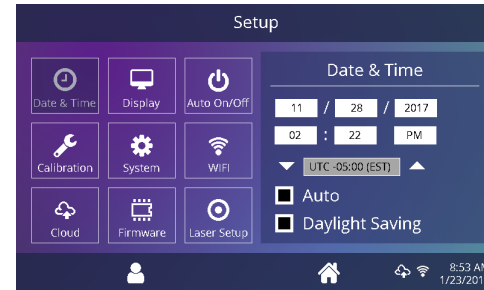 Setup
Date & Time
Display
Auto On/Off
Calibration
System
WIFI
Cloud
Firmware
Laser Setup
Date & Time
11 / 28 / 2017
02 : 22 PM
UTC -05:00 (EST)
Auto
Daylight Saving
8:53 A
1/23/201